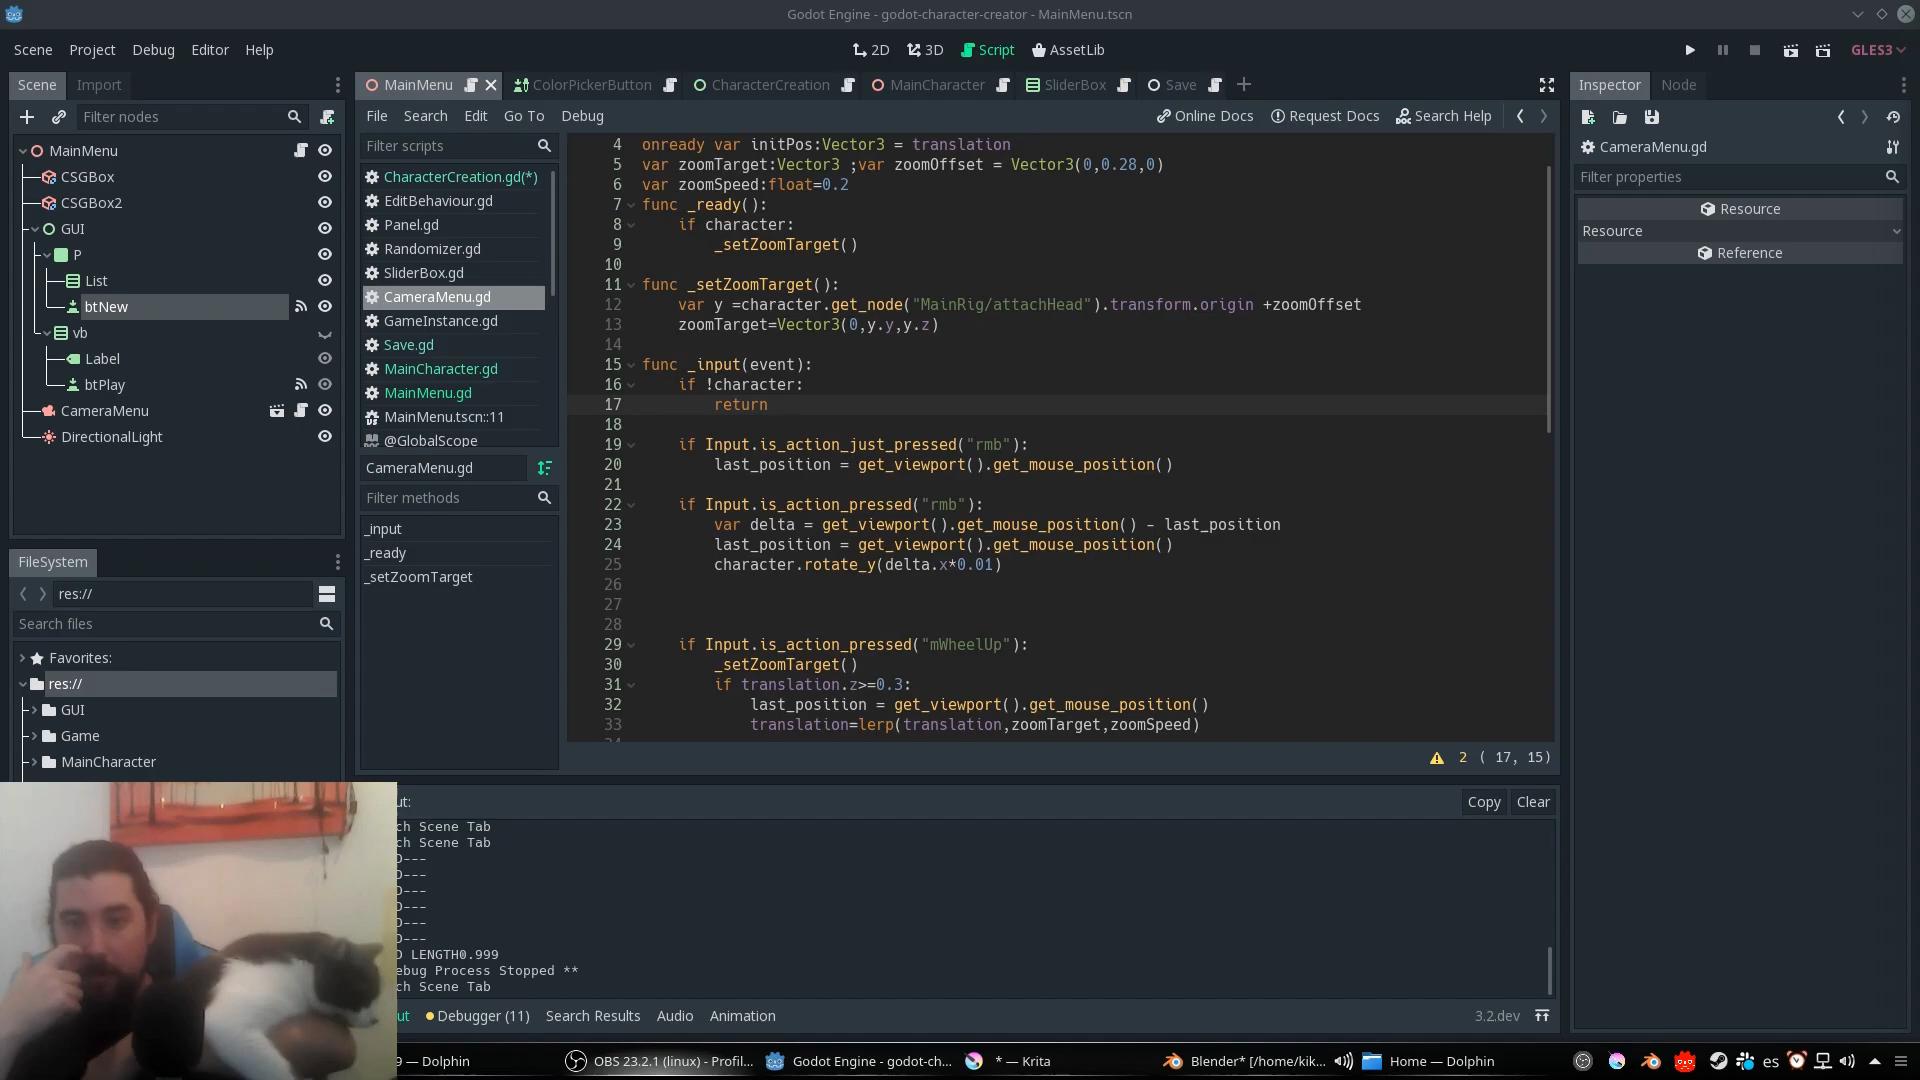 Godot Engine - godot-character-creator - MainMenu.tscn
Scene Project Debug Editor Help
2D 3D Script AssetLib
GLES3
Scene Import
Filter nodes
MainMenu
CSGBox
CSGBox2
GUI
P
List
btNew
vb
Label
btPlay
CameraMenu
DirectionalLight
FileSystem
res://
Search files
Favorites:
res://
GUI
Game
MainCharacter
MainMenu ColorPickerButton CharacterCreation MainCharacter SliderBox Save
File Search Edit Go To Debug
Online Docs Request Docs Search Help
Filter scripts
CharacterCreation.gd(*)
EditBehaviour.gd
Panel.gd
Randomizer.gd
SliderBox.gd
CameraMenu.gd
GameInstance.gd
Save.gd
MainCharacter.gd
MainMenu.gd
MainMenu.tscn::11
@GlobalScope
CameraMenu.gd
Filter methods
_input
_ready
_setZoomTarget
4 onready var initPos:Vector3 = translation
5 var zoomTarget:Vector3 ;var zoomOffset = Vector3(0,0.28,0)
6 var zoomSpeed:float=0.2
7 func _ready():
8 if character:
9 _setZoomTarget()
10
11 func _setZoomTarget():
12 var y =character.get_node("MainRig/attachHead").transform.origin +zoomOffset
13 zoomTarget=Vector3(0,y.y,y.z)
14
15 func _input(event):
16 if !character:
17 return
18
19 if Input.is_action_just_pressed("rmb"):
20 last_position = get_viewport().get_mouse_position()
21
22 if Input.is_action_pressed("rmb"):
23 var delta = get_viewport().get_mouse_position() - last_position
24 last_position = get_viewport().get_mouse_position()
25 character.rotate_y(delta.x*0.01)
26
27
28
29 if Input.is_action_pressed("mWheelUp"):
30 _setZoomTarget()
31 if translation.z>=0.3:
32 last_position = get_viewport().get_mouse_position()
33 translation=lerp(translation,zoomTarget,zoomSpeed)
2 ( 17, 15)
ut:
Copy Clear
ch Scene Tab
ch Scene Tab
D---
D---
D---
D---
D---
D---
D LENGTH0.999
ebug Process Stopped **
ch Scene Tab
ut Debugger (11) Search Results Audio Animation
3.2.dev
Inspector Node
CameraMenu.gd
Filter properties
Resource
Resource
Reference
9 — Dolphin OBS 23.2.1 (linux) - Profil... Godot Engine - godot-ch... * — Krita Blender* [/home/kik... Home — Dolphin es